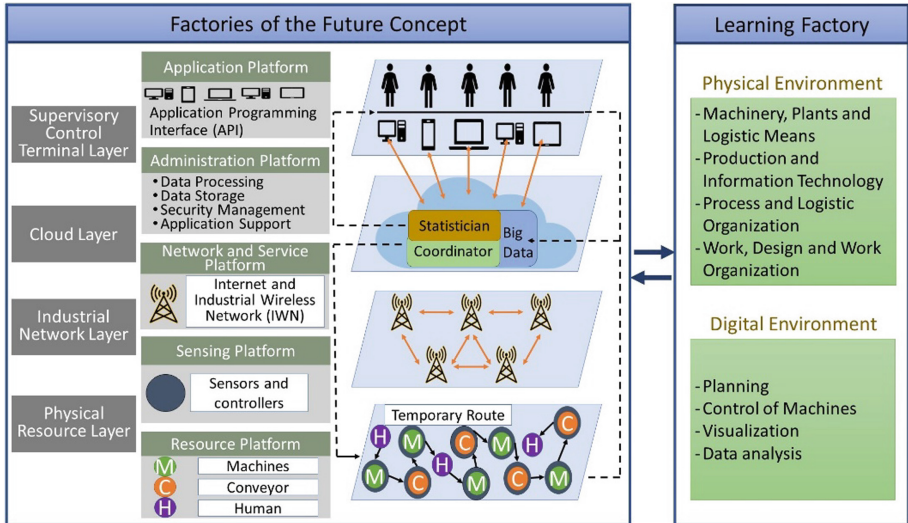 Factories of the Future Concept
Supervisory
Control
Terminal Layer
Cloud Layer
Industrial
Network Layer
Physical
Resource Layer
Application Platform
Application Programming
Interface (API)
Administration Platform
• Data Processing
• Data Storage
• Security Management
• Application Support
Network and Service
Platform
Internet and
Industrial Wireless
Network (IWN)
Sensing Platform
Sensors and
controllers
Resource Platform
M Machines
C Conveyor
H Human
Statistician
Coordinator
Big
Data
Temporary Route
H M C M H C
M C H M C M
Learning Factory
Physical Environment
- Machinery, Plants and
Logistic Means
- Production and
Information Technology
- Process and Logistic
Organization
- Work, Design and Work
Organization
Digital Environment
- Planning
- Control of Machines
- Visualization
- Data analysis